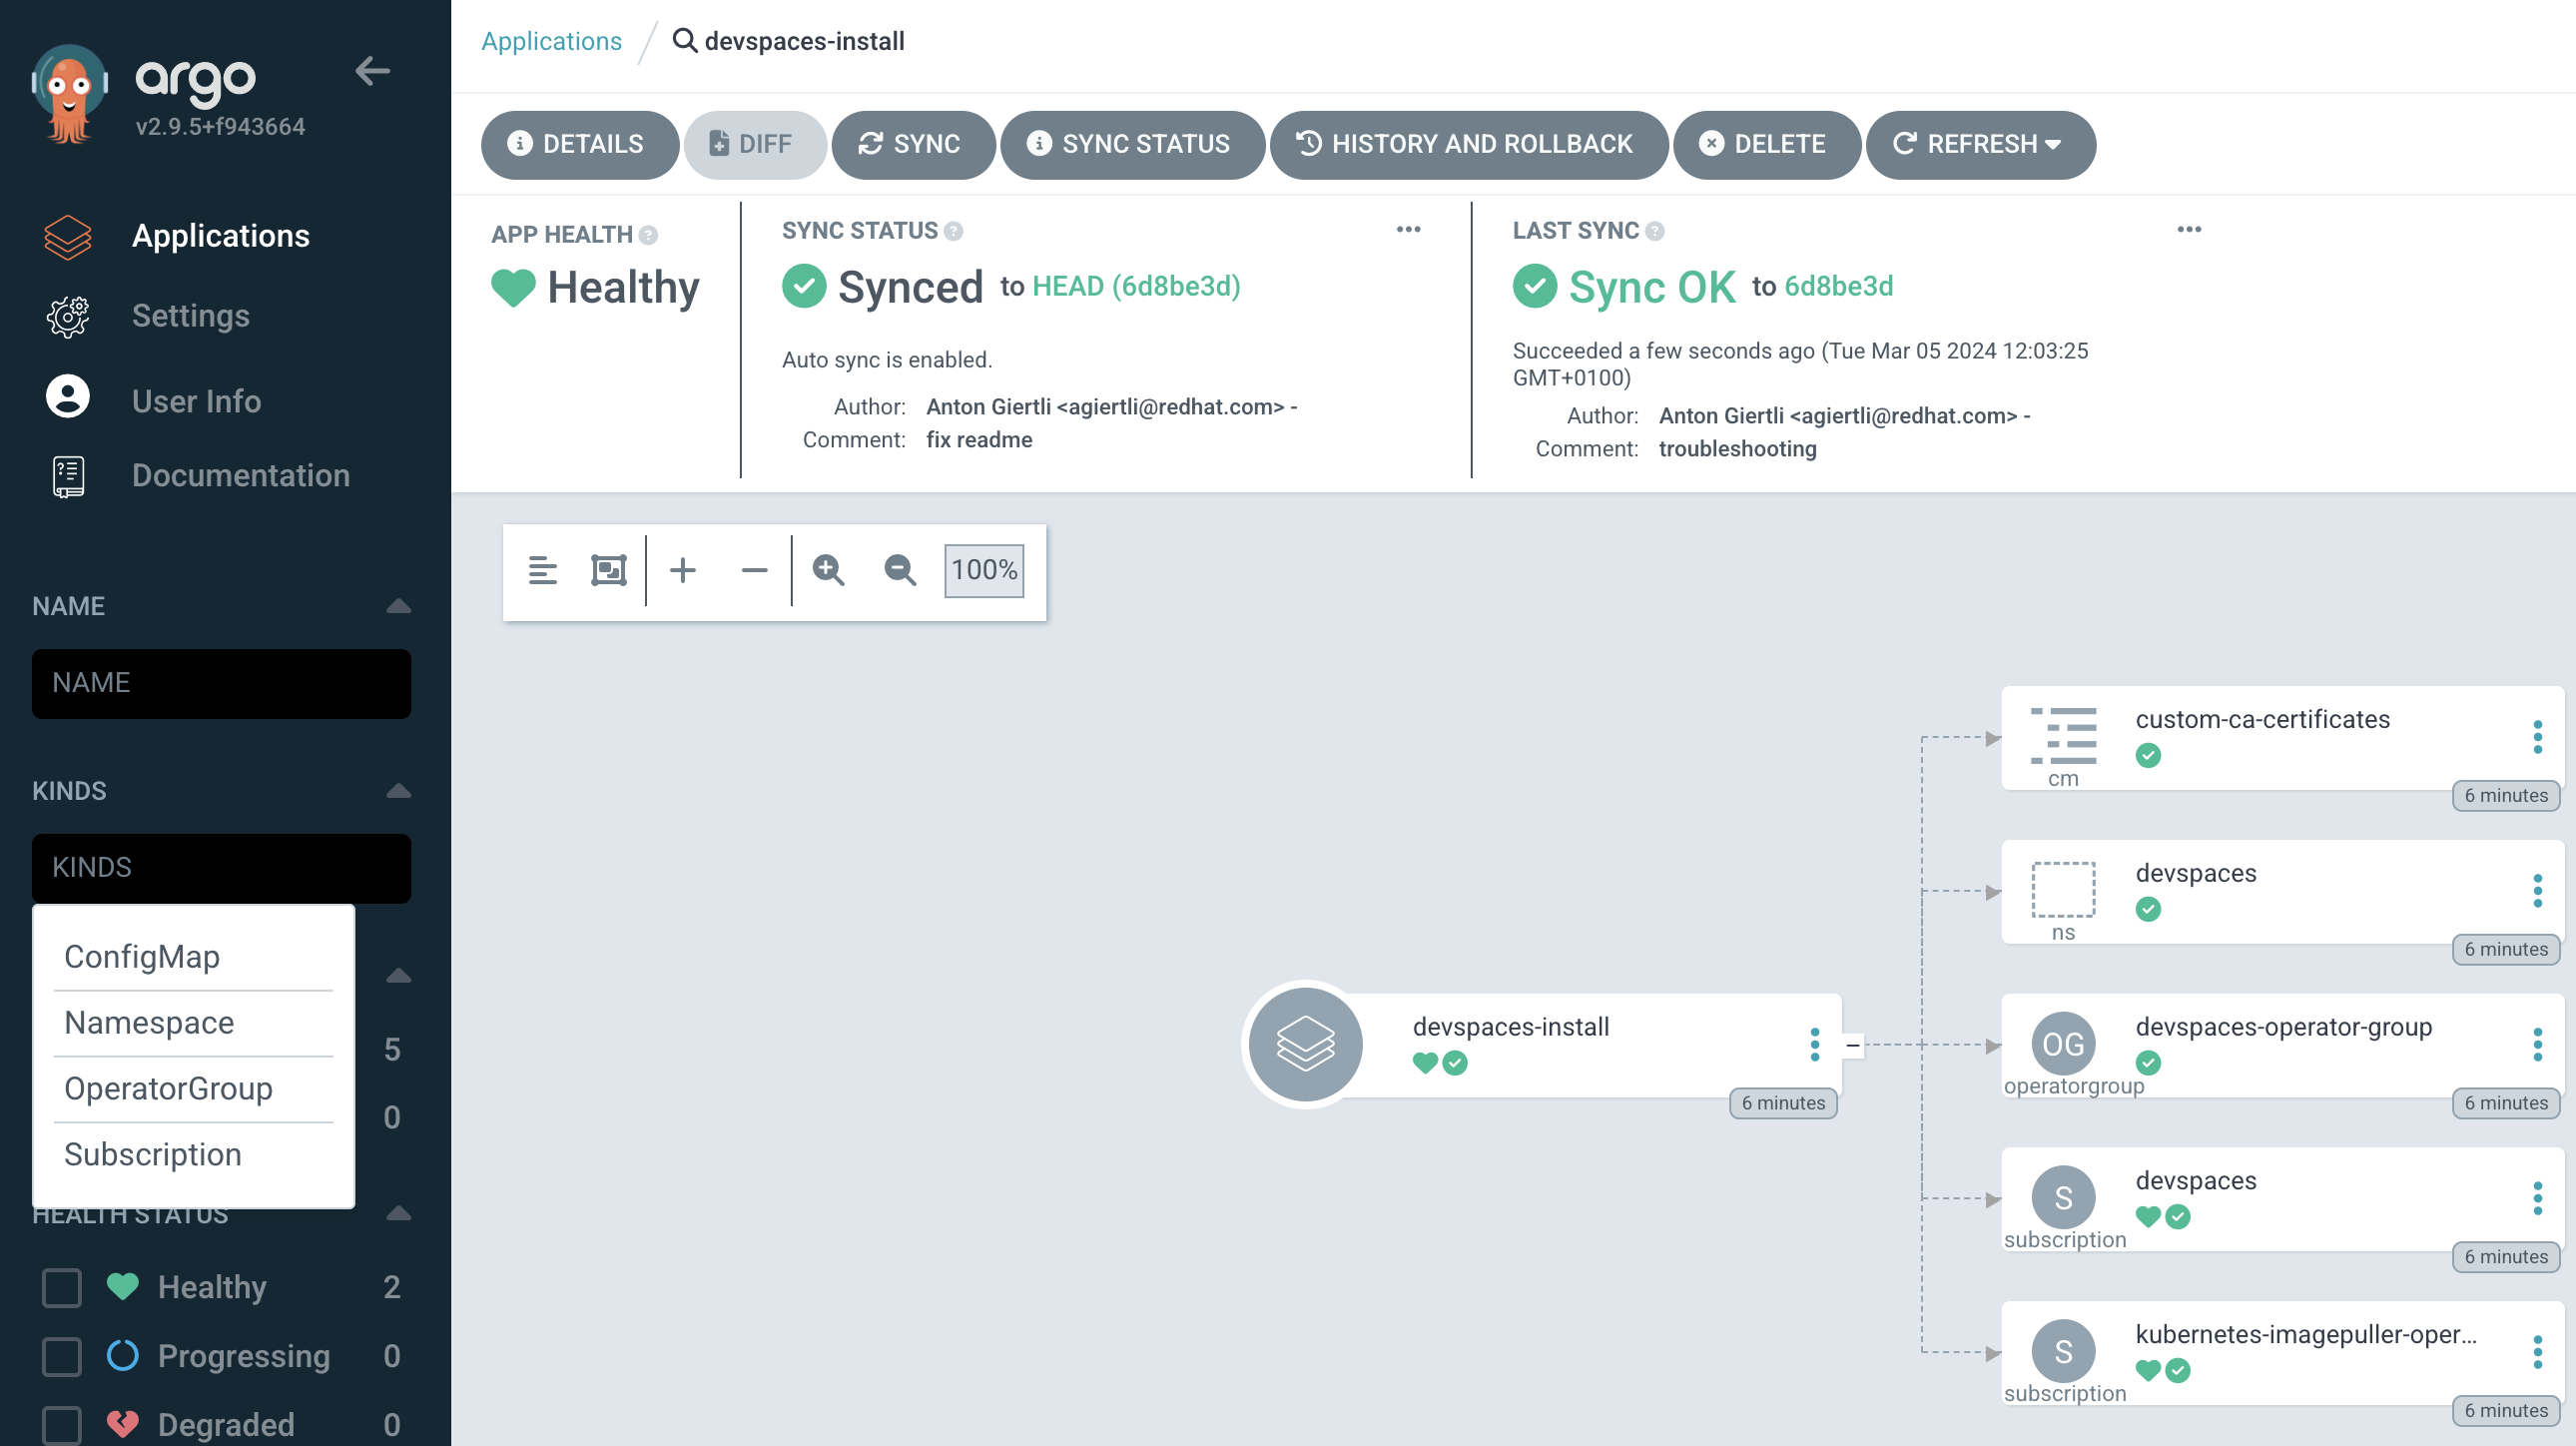 argo
v2.9.5+f943664
Applications
Settings
User Info
Documentation
NAME
NAME
KINDS
KINDS
ConfigMap
Namespace
OperatorGroup
Subscription
5
0
HEALTH STATUS
Healthy 2
Progressing 0
Degraded 0
Applications / devspaces-install
DETAILS DIFF SYNC SYNC STATUS HISTORY AND ROLLBACK DELETE REFRESH
APP HEALTH ?
Healthy
SYNC STATUS ?
Synced to HEAD (6d8be3d)
Auto sync is enabled.
Author: Anton Giertli <agiertli@redhat.com> -
Comment: fix readme
LAST SYNC ?
Sync OK to 6d8be3d
Succeeded a few seconds ago (Tue Mar 05 2024 12:03:25
GMT+0100)
Author: Anton Giertli <agiertli@redhat.com> -
Comment: troubleshooting
100%
devspaces-install
6 minutes
custom-ca-certificates
cm
6 minutes
devspaces
ns
6 minutes
OG
devspaces-operator-group
operatorgroup
6 minutes
S
devspaces
subscription
6 minutes
S
kubernetes-imagepuller-oper...
subscription
6 minutes